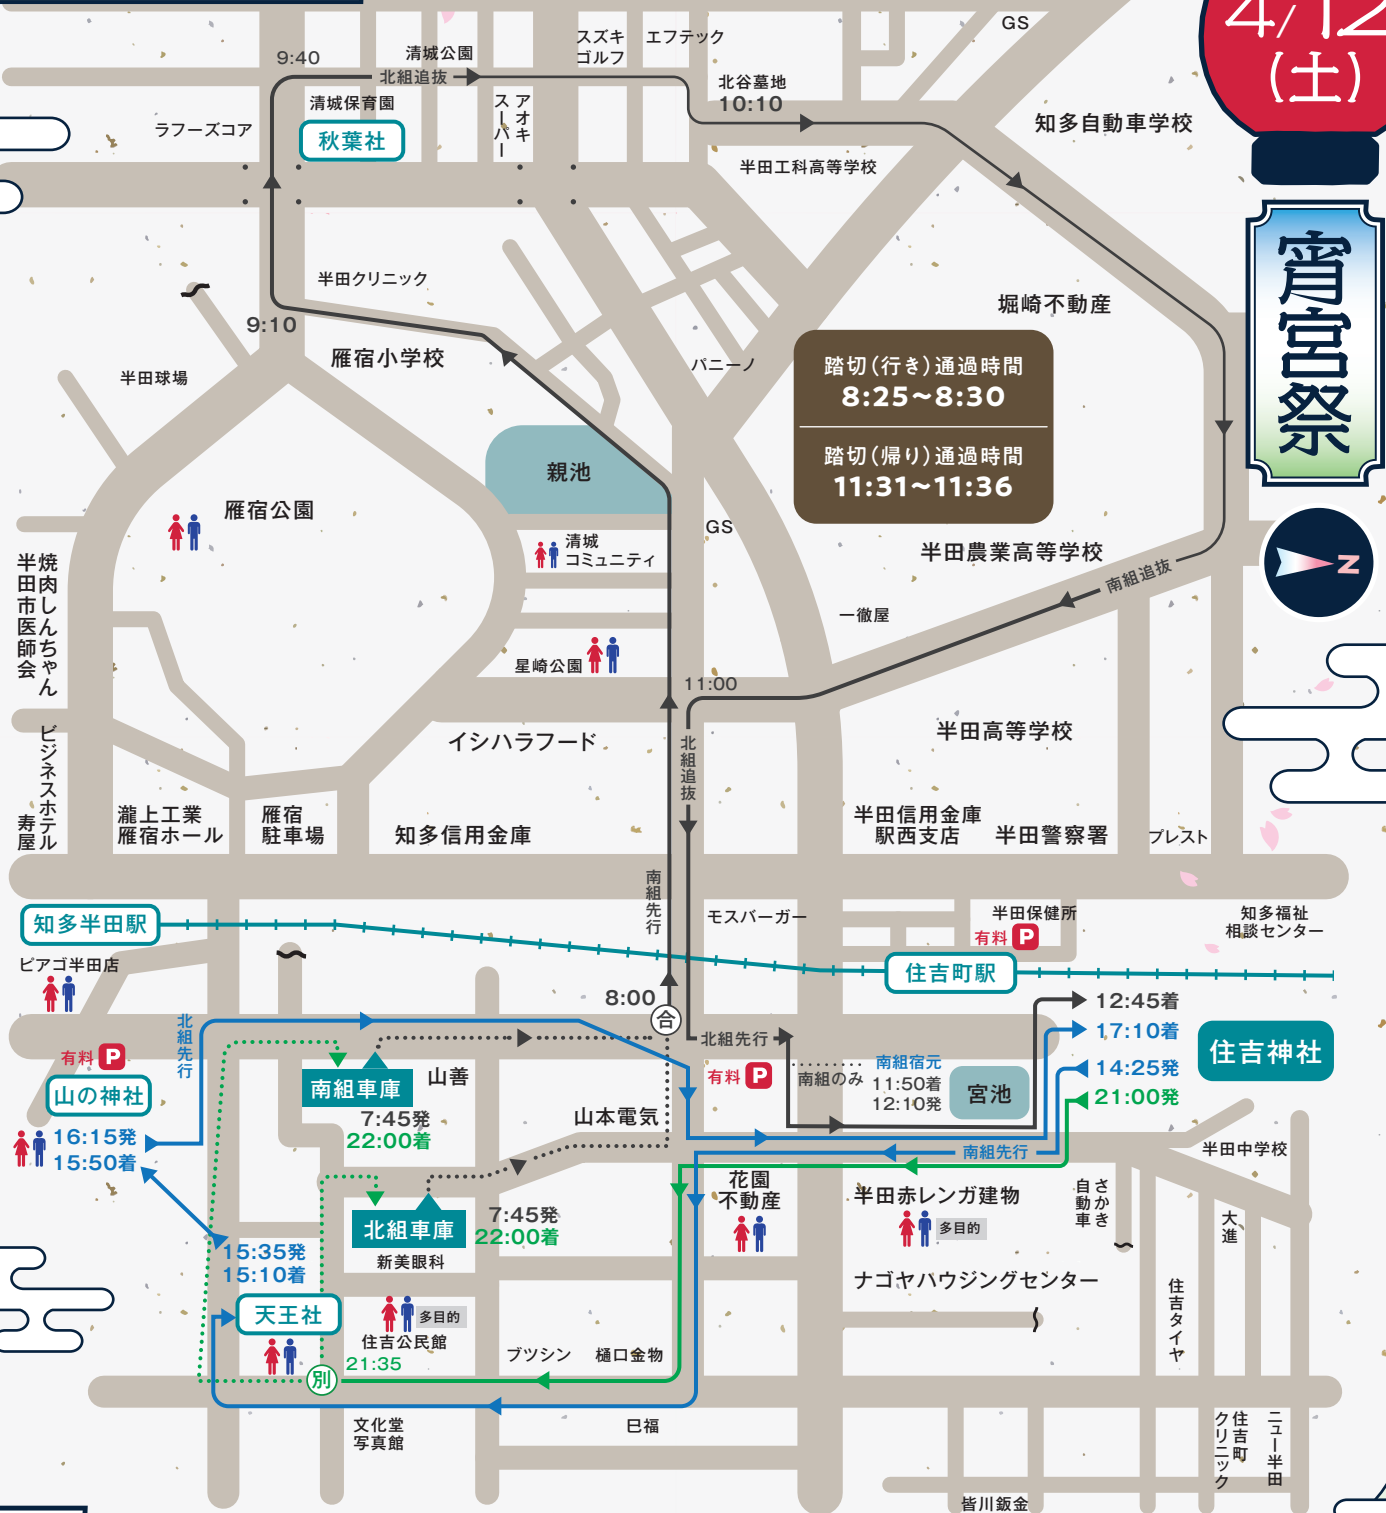 4/12
(土)
宵宮祭
N
GS
スズキ
ゴルフ
エフテック
9:40
清城公園
北組追抜
北谷墓地
10:10
清城保育園
ラフーズコア
秋葉社
アオキ
スーパー
知多自動車学校
半田工科高等学校
半田クリニック
9:10
雁宿小学校
堀崎不動産
パニーノ
踏切(行き)通過時間
8:25〜8:30
踏切(帰り)通過時間
11:31〜11:36
半田球場
親池
雁宿公園
GS
清城
コミュニティ
半田農業高等学校
南組追抜
焼肉しんちゃん
半田市医師会
一徹屋
星崎公園
11:00
北組追抜
イシハラフード
半田高等学校
ビジネスホテル
寿屋
瀧上工業
雁宿ホール
雁宿
駐車場
知多信用金庫
半田信用金庫
駅西支店
半田警察署
プレスト
南組先行
知多半田駅
モスバーガー
半田保健所
有料 P
知多福祉
相談センター
ピアゴ半田店
住吉町駅
8:00
合
北組先行
北組先行
12:45着
17:10着
14:25発
21:00発
住吉神社
有料 P
山の神社
南組車庫
山善
7:45発
22:00着
有料 P
南組のみ
南組宿元
11:50着
12:10発
宮池
山本電気
16:15発
15:50着
南組先行
半田中学校
花園
不動産
半田赤レンガ建物
多目的
さかき
自動車
大進
北組車庫
7:45発
22:00着
新美眼科
15:35発
15:10着
天王社
多目的
住吉公民館
21:35
別
ナゴヤハウジングセンター
住吉タイヤ
ブツシン
樋口金物
文化堂
写真館
巳福
住吉町
クリニック
ニュー半田
皆川鈑金